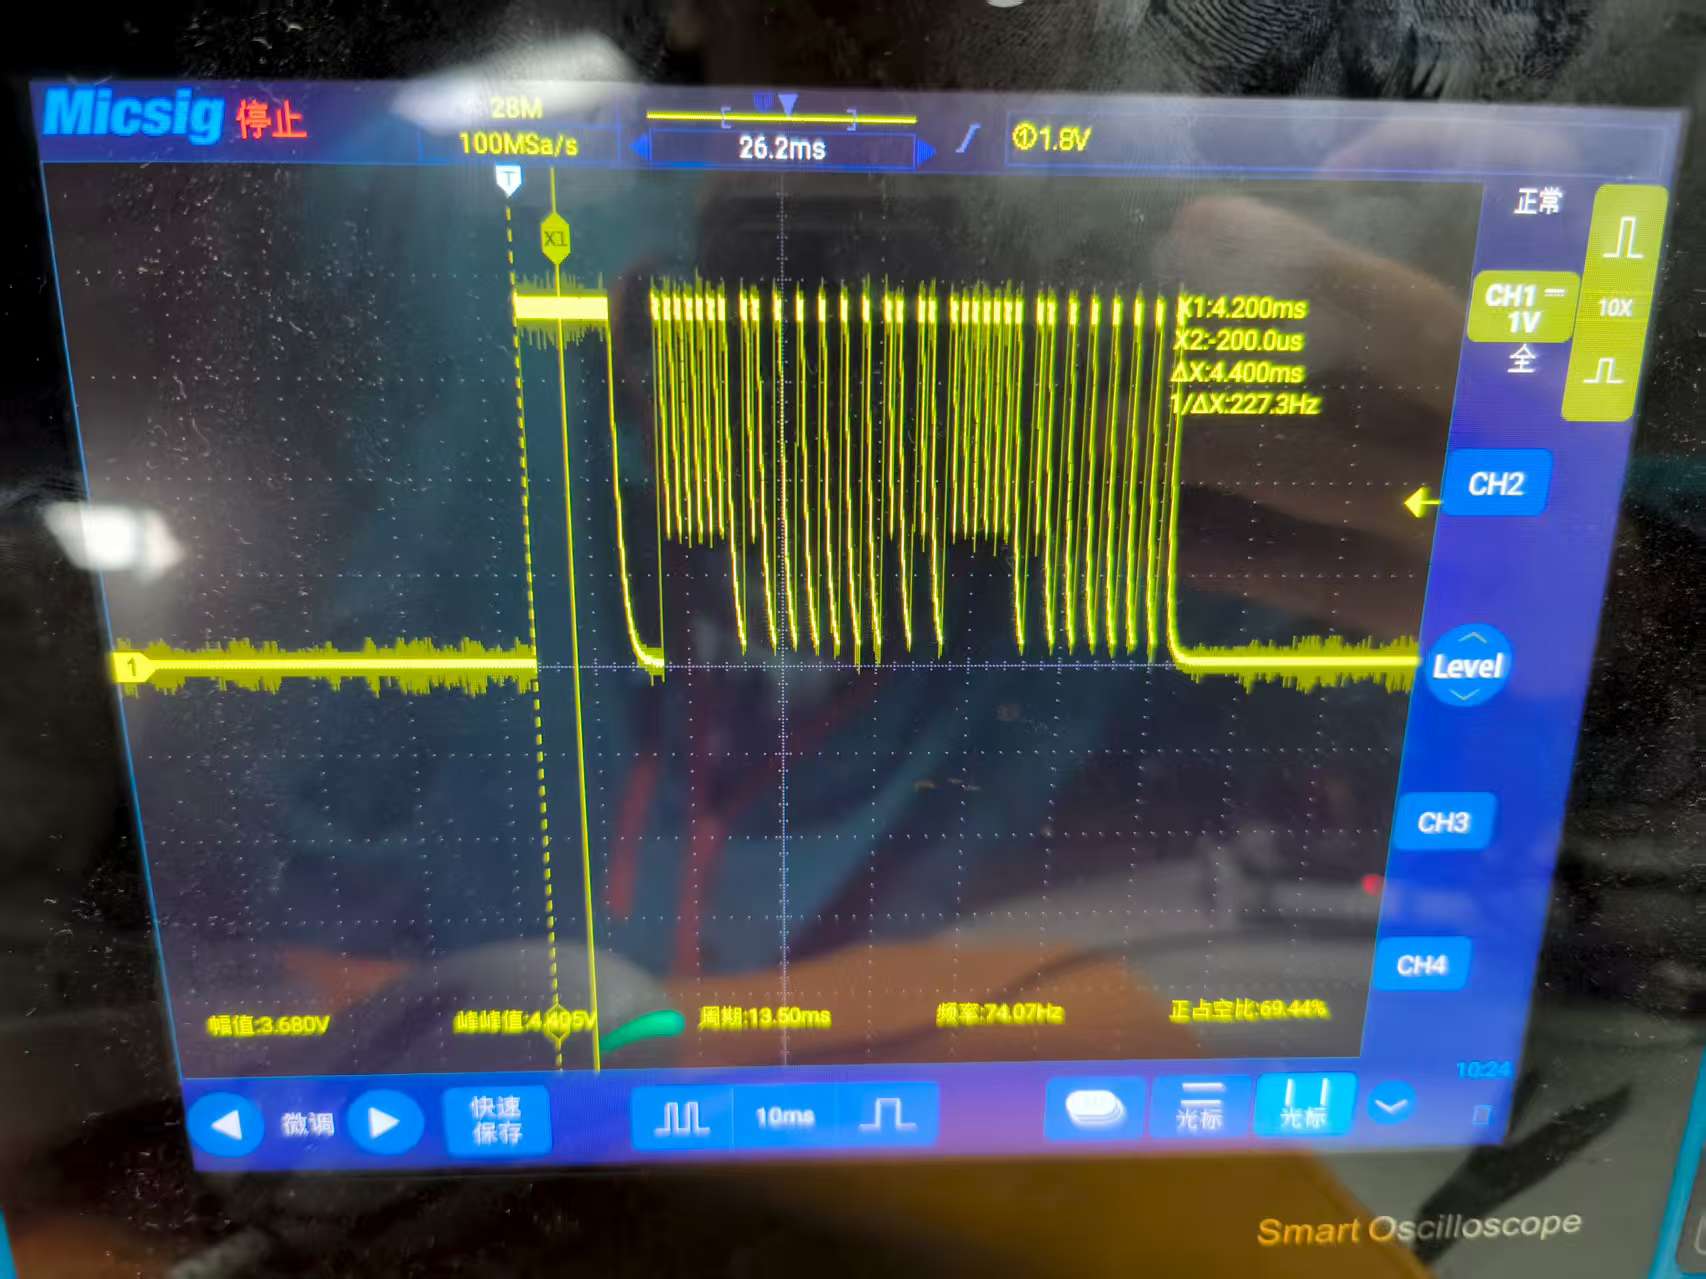 Micsig 停止
28M
100MSa/s
26.2ms
①1.8V
T
X1
正常
CH1
1V
全
10X
X1:4.200ms
X2:-200.0us
ΔX:4.400ms
1/ΔX:227.3Hz
CH2
1
Level
CH3
CH4
幅值:3.680V
峰峰值:4.405V
周期:13.50ms
频率:74.07Hz
正占空比:69.44%
10:24
微调
快速
保存
10ms
光标
光标
Smart Oscilloscope